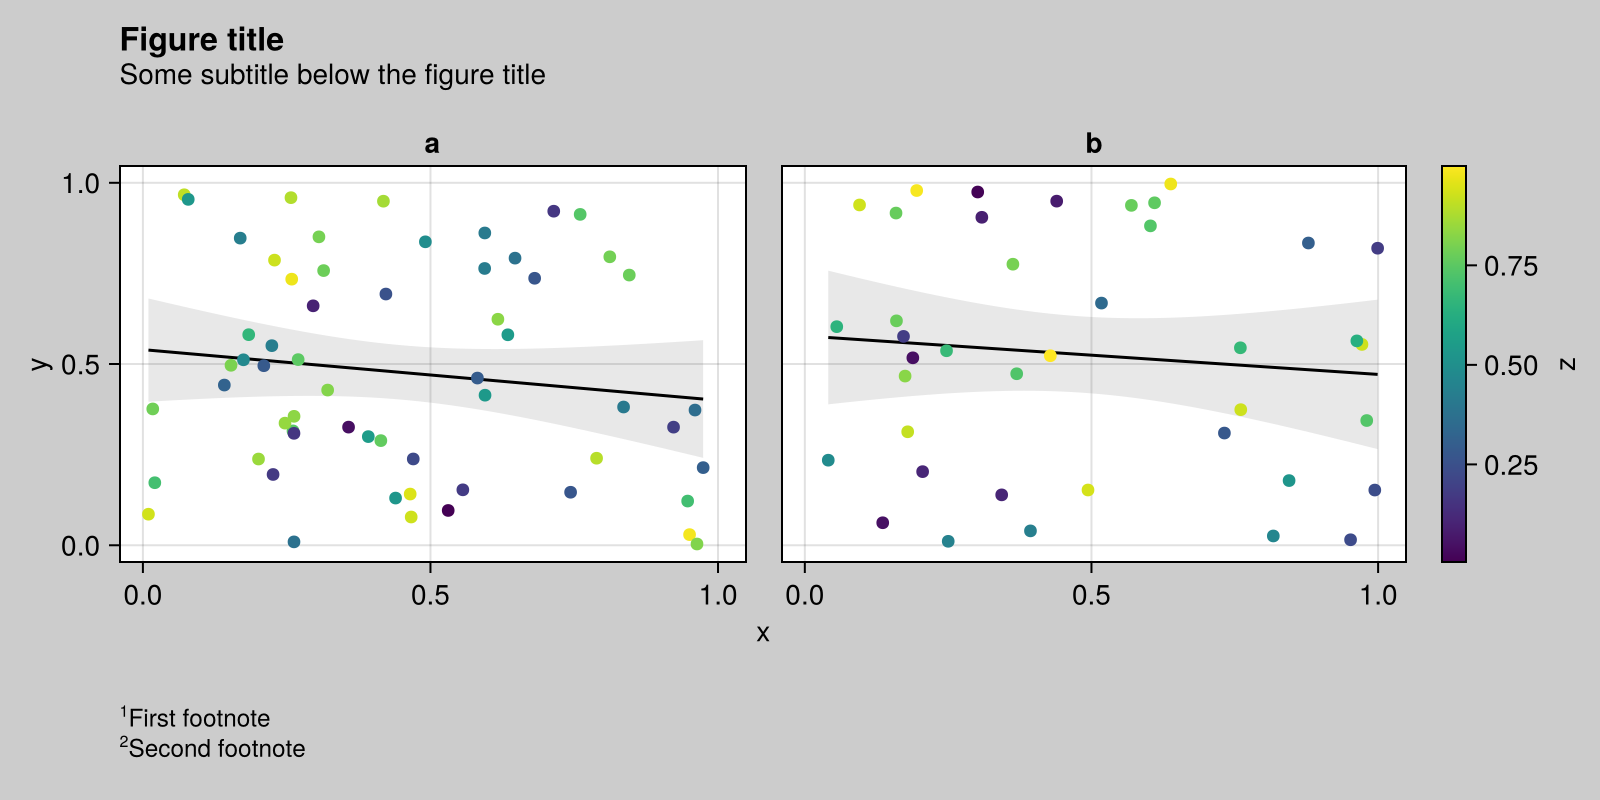 Figure title
Some subtitle below the figure title
a
b
y
1.0
0.5
0.0
0.0
0.5
1.0
0.0
0.5
1.0
x
0.75
0.50
0.25
z
¹First footnote
²Second footnote